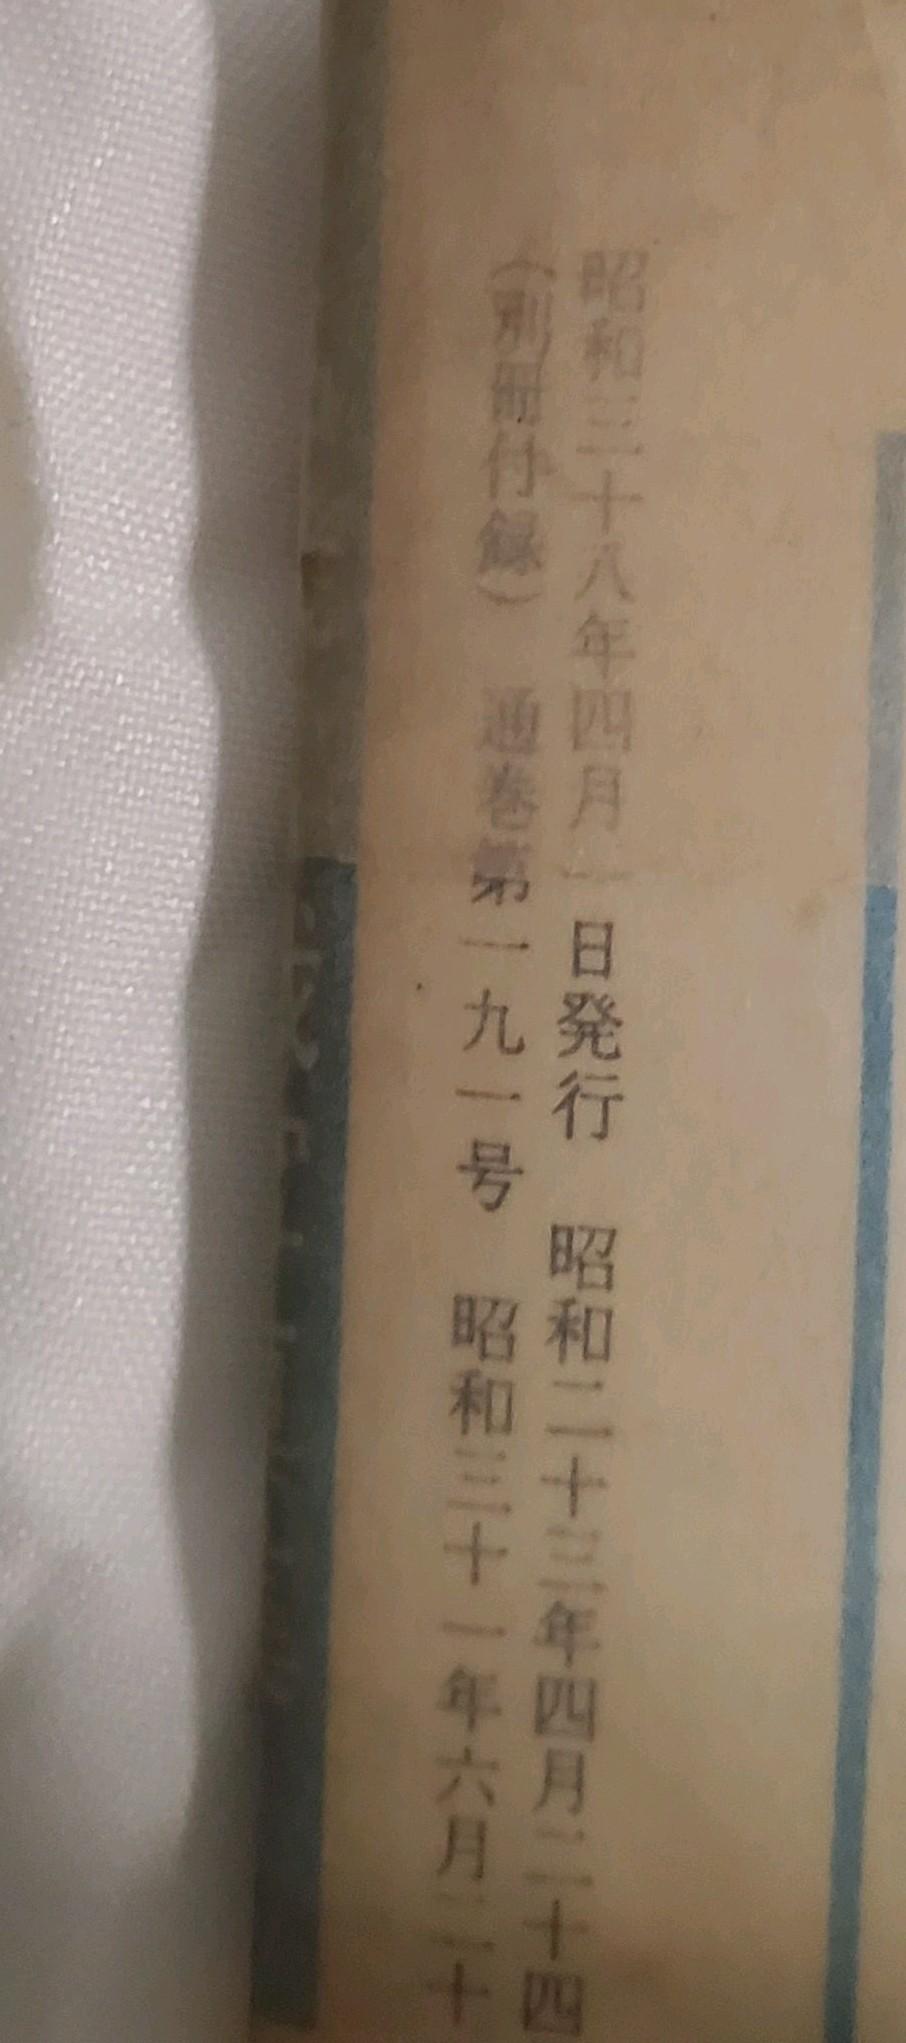 昭和三十八年四月一日発行　昭和二十三年四月二十四
（別冊付録）　通巻第一九一号　昭和三十一年六月二十